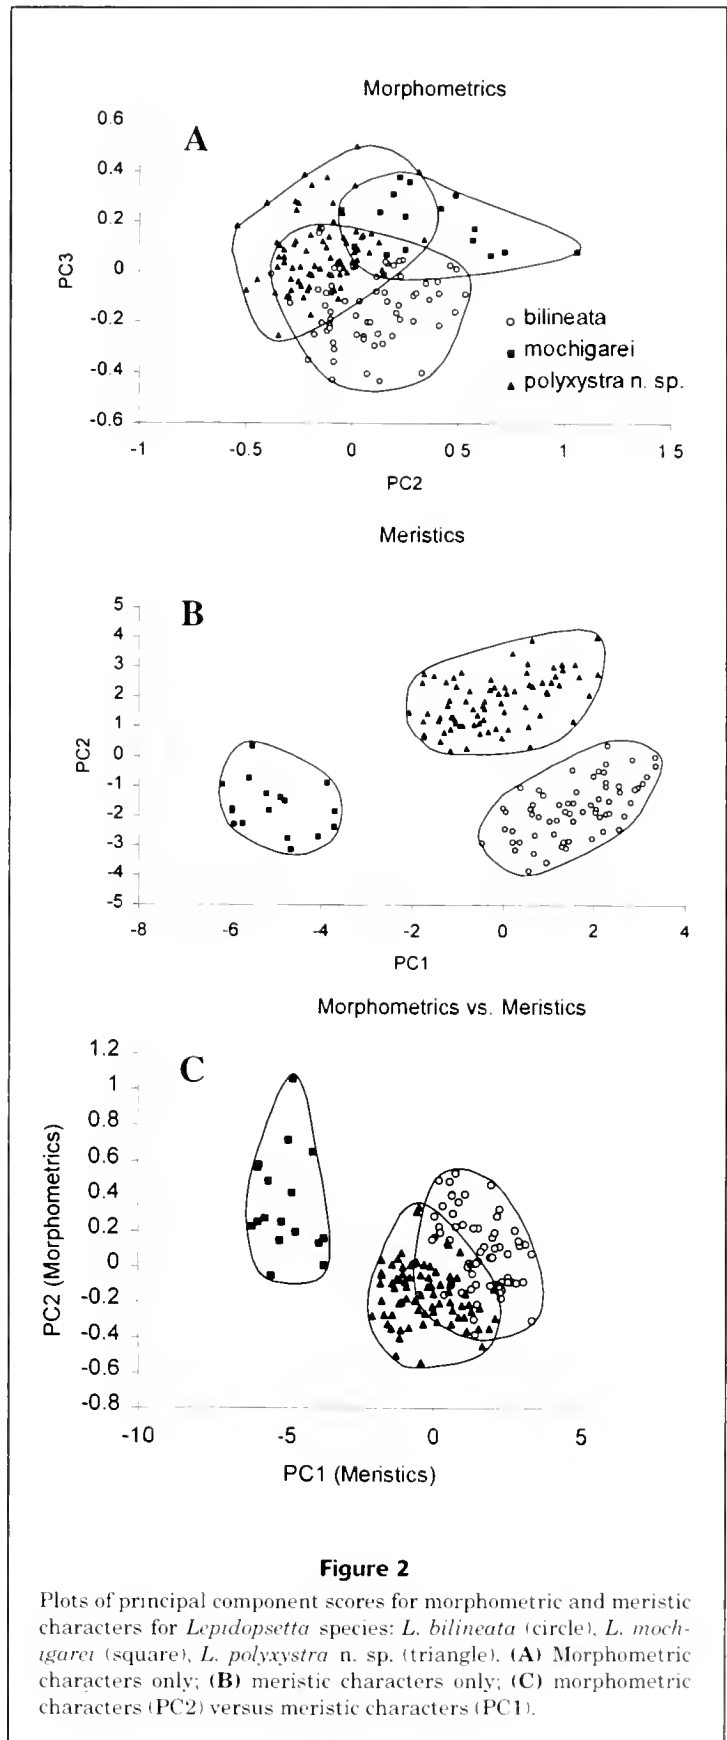 Morphometrics
A
0.6
0.4
0.2
0
-0.2
-0.4
-0.6
PC3
-1
-0.5
0
0 5
1
1 5
PC2
bilineata
mochigarei
polyxystra n. sp.
Meristics
B
5
4
3
2
1
0
-1
-2
-3
-4
-5
PC2
-8
-6
-4
-2
0
2
4
PC1
Morphometrics vs. Meristics
C
1.2
1
0.8
0.6
0.4
0.2
0
-0.2
-0.4
-0.6
-0.8
PC2 (Morphometrics)
-10
-5
0
5
PC1 (Meristics)
Figure 2
Plots of principal component scores for morphometric and meristic
characters for Lepidopsetta species: L. bilineata (circle), L. moch-
igarei (square), L. polyxystra n. sp. (triangle). (A) Morphometric
characters only; (B) meristic characters only; (C) morphometric
characters (PC2) versus meristic characters (PC1).